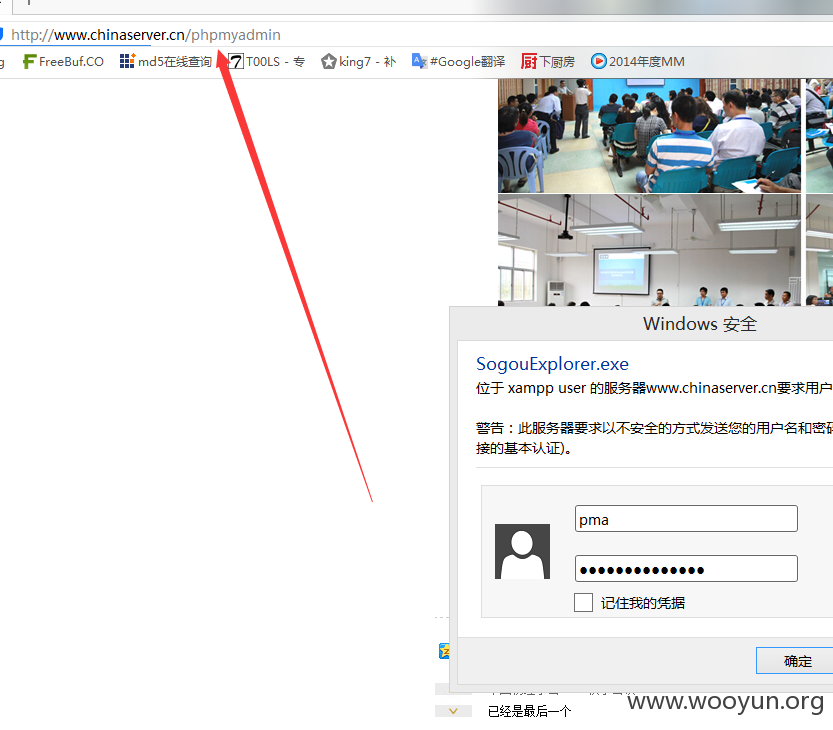 http://www.chinaserver.cn/phpmyadmin
g FreeBuf.CO md5在线查询 T00LS - 专 king7 - 补 #Google翻译 下厨房 2014年度MM
Windows 安全
SogouExplorer.exe
位于 xampp user 的服务器www.chinaserver.cn要求用户
警告：此服务器要求以不安全的方式发送您的用户名和密码
接的基本认证)。
pma
记住我的凭据
确定
www.wooyun.org
已经是最后一个